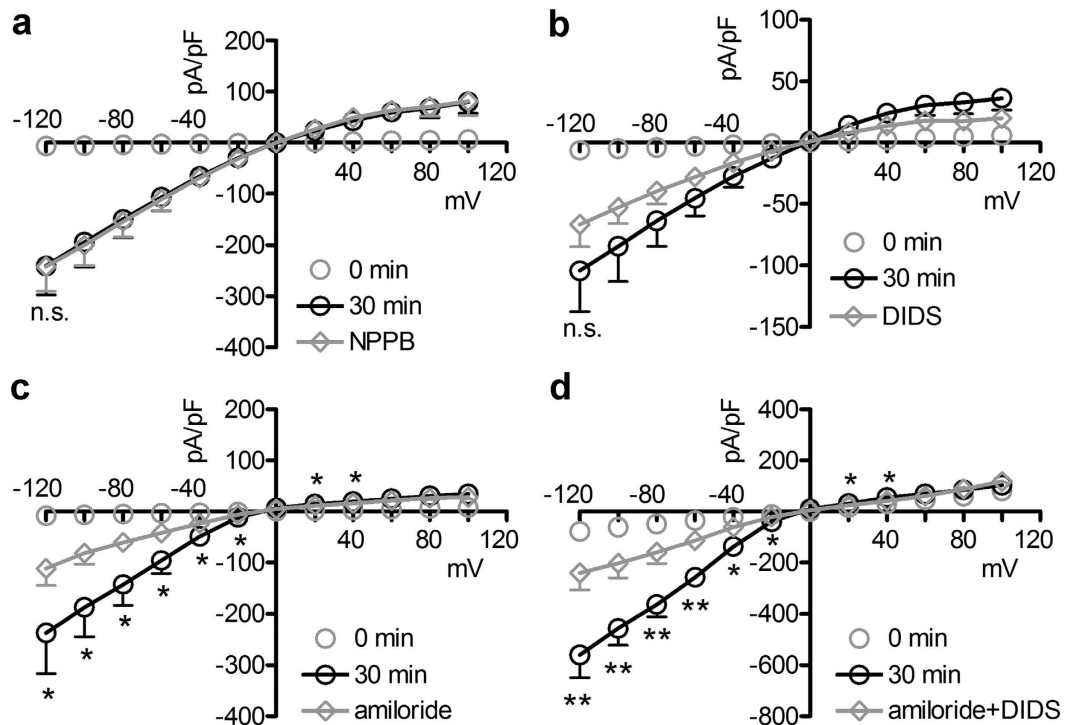 a
pA/pF
200
100
-120 -80 -40
40 80 120
mV
-100
-200
-300
-400
n.s.
0 min
30 min
NPPB
b
pA/pF
100
50
-120 -80 -40
40 80 120
mV
-50
-100
-150
n.s.
0 min
30 min
DIDS
c
pA/pF
200
100
-120 -80 -40
* *
40 80 120
mV
-100
-200
-300
-400
* * * * * *
0 min
30 min
amiloride
d
pA/pF
400
200
-120 -80 -40
* *
40 80 120
mV
-200
-400
-600
-800
** ** ** ** * *
0 min
30 min
amiloride+DIDS